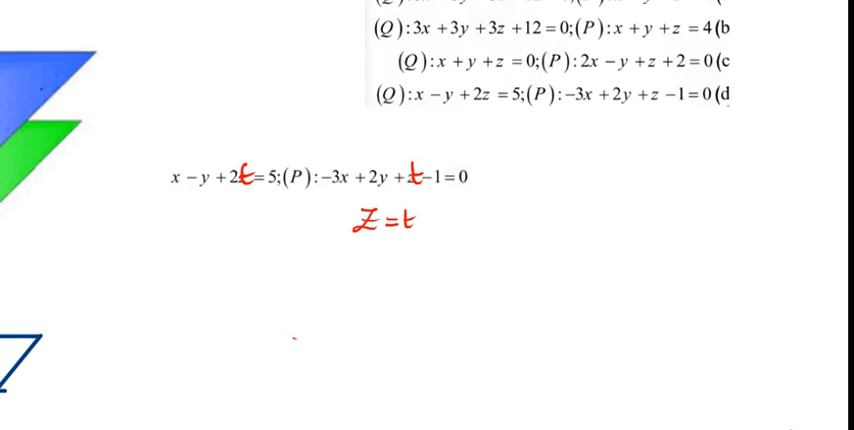 (Q):3x+3y+3z+12=0;(P):x+y+z=4(b
(Q):x+y+z=0;(P):2x−y+z+2=0(c
(Q):x−y+2z=5;(P):−3x+2y+z−1=0(d
x−y+2t=5;(P):−3x+2y+t−1=0
Z=t